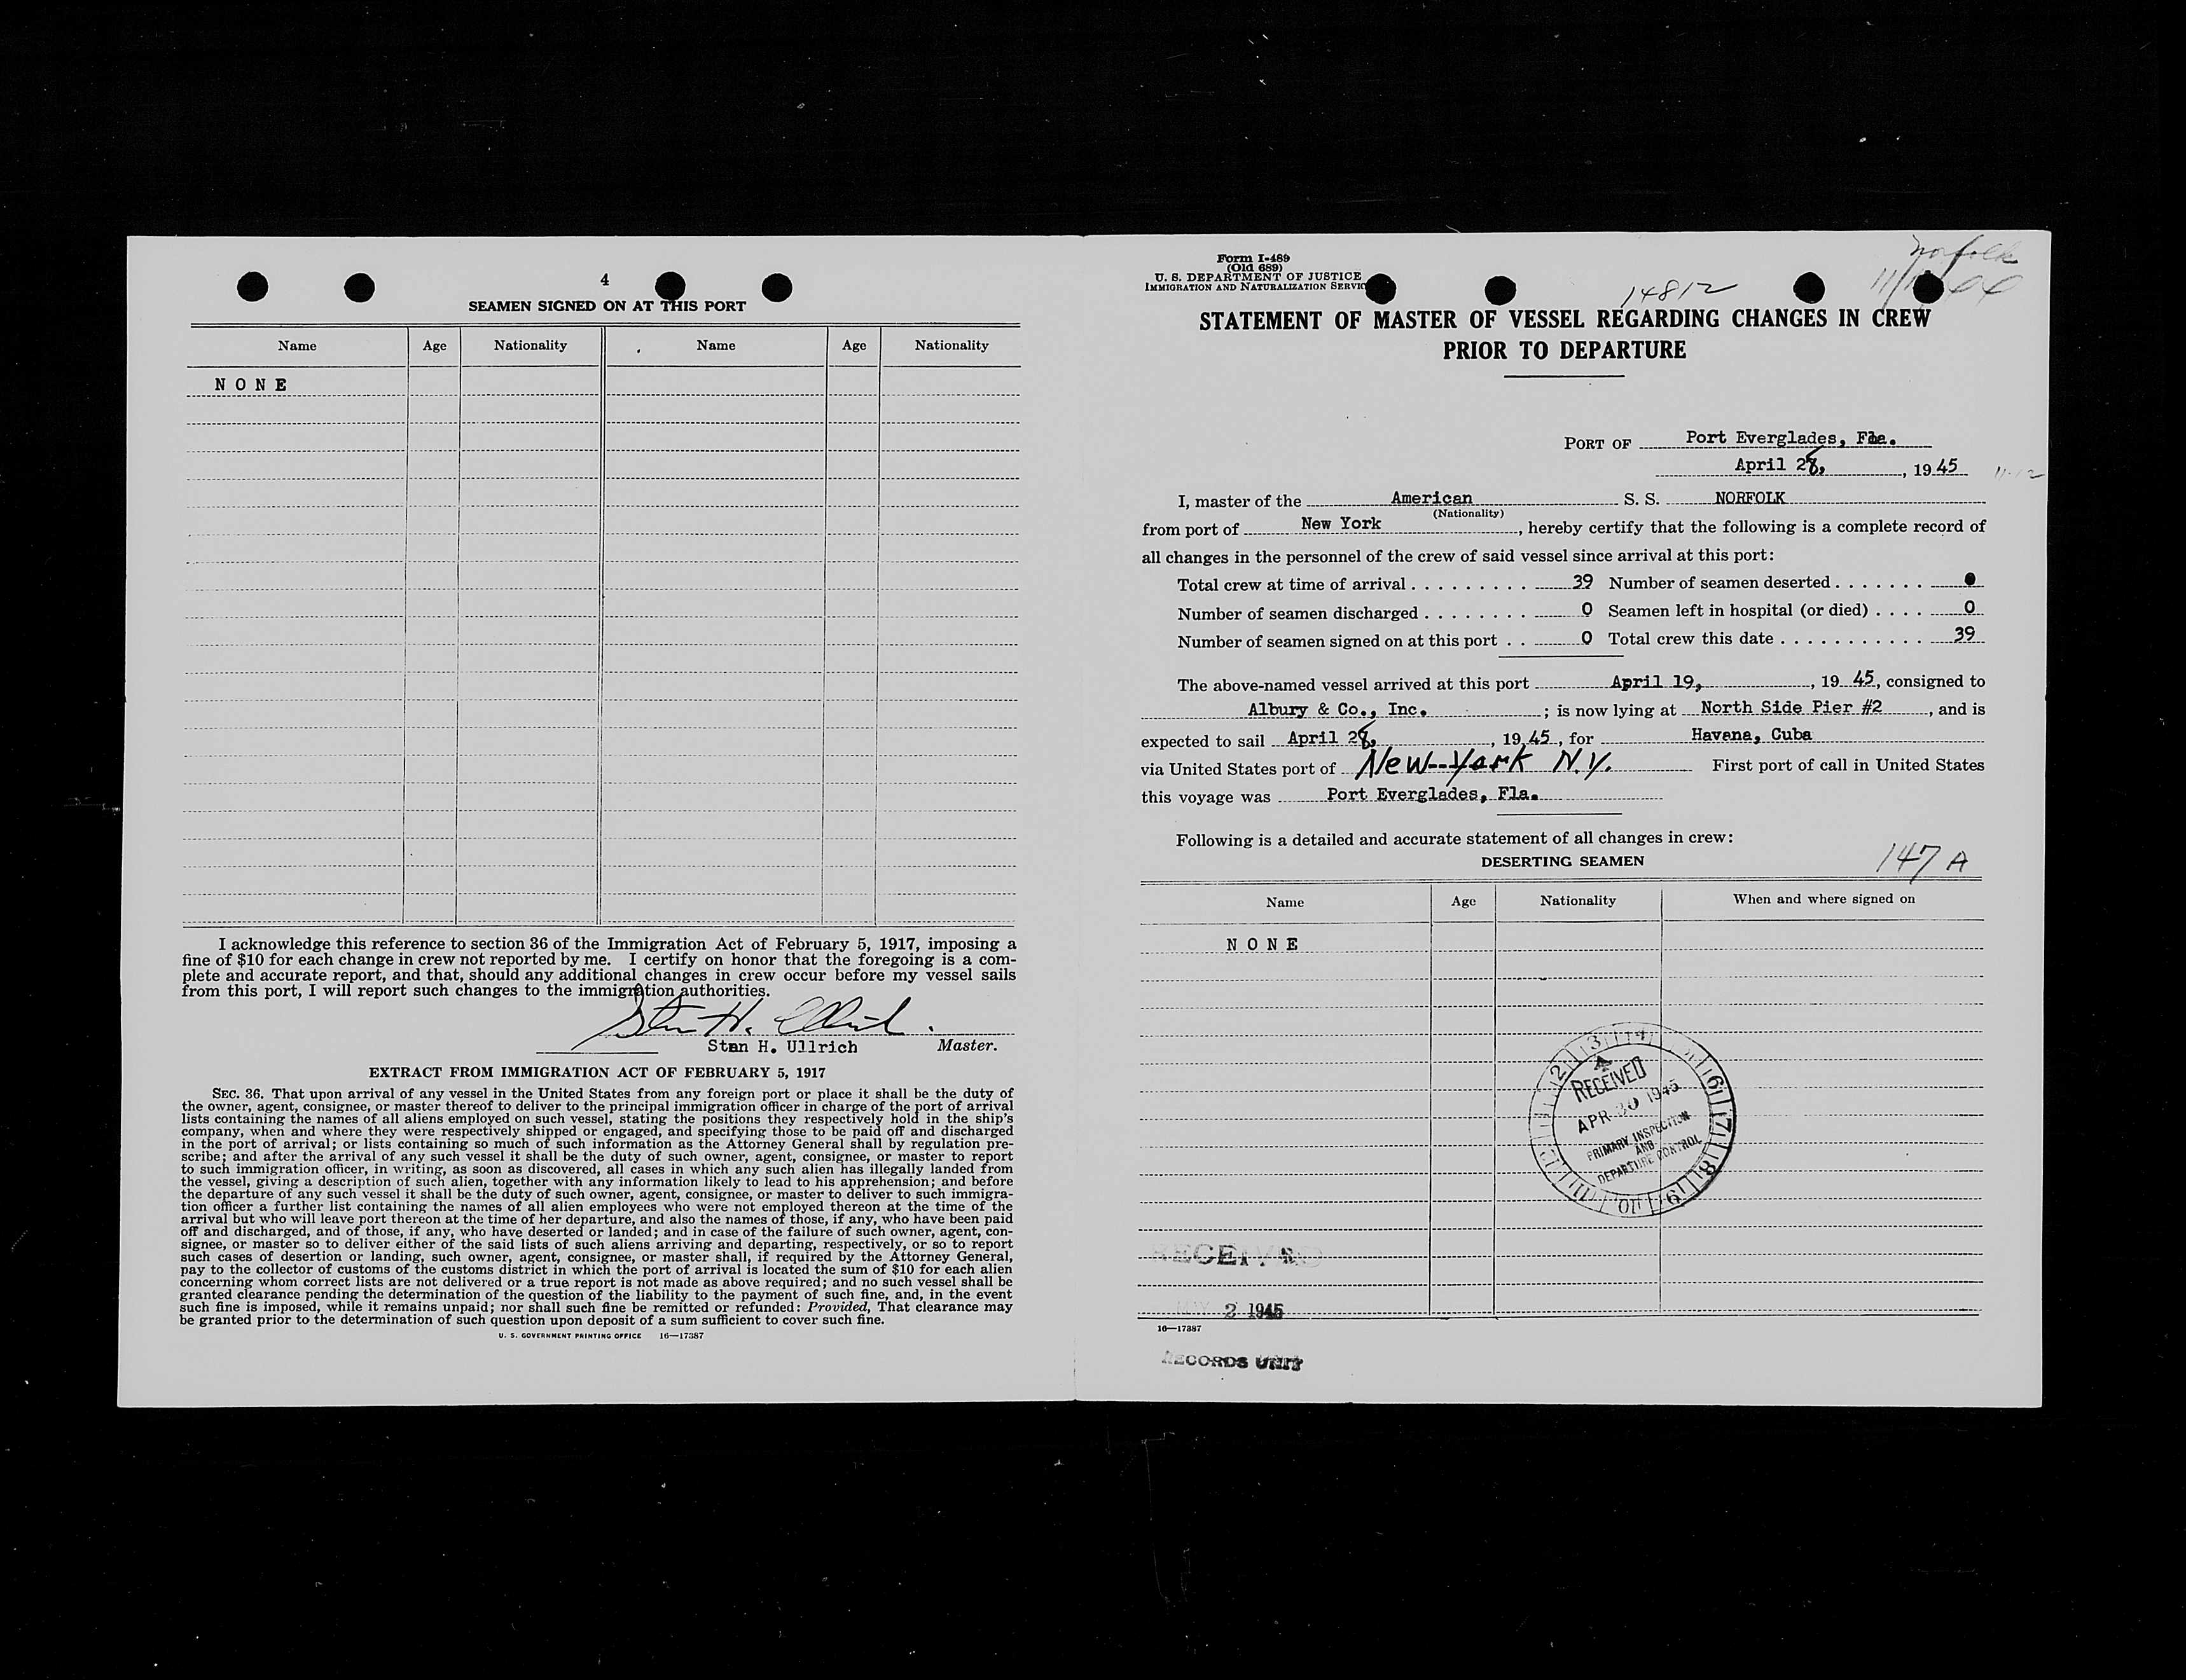 4
SEAMEN SIGNED ON AT THIS PORT
Name Age Nationality Name Age Nationality
NONE
I acknowledge this reference to section 36 of the Immigration Act of February 5, 1917, imposing a
fine of $10 for each change in crew not reported by me. I certify on honor that the foregoing is a com-
plete and accurate report, and that, should any additional changes in crew occur before my vessel sails
from this port, I will report such changes to the immigration authorities.
Stan H. Ullrich
Stan H. Ullrich Master.
EXTRACT FROM IMMIGRATION ACT OF FEBRUARY 5, 1917
SEC. 36. That upon arrival of any vessel in the United States from any foreign port or place it shall be the duty of
the owner, agent, consignee, or master thereof to deliver to the principal immigration officer in charge of the port of arrival
lists containing the names of all aliens employed on such vessel, stating the positions they respectively hold in the ship's
company, when and where they were respectively shipped or engaged, and specifying those to be paid off and discharged
in the port of arrival; or lists containing so much of such information as the Attorney General shall by regulation pre-
scribe; and after the arrival of any such vessel it shall be the duty of such owner, agent, consignee, or master to report
to such immigration officer, in writing, as soon as discovered, all cases in which any such alien has illegally landed from
the vessel, giving a description of such alien, together with any information likely to lead to his apprehension; and before
the departure of any such vessel it shall be the duty of such owner, agent, consignee, or master to deliver to such immigra-
tion officer a further list containing the names of all alien employees who were not employed thereon at the time of the
arrival but who will leave port thereon at the time of her departure, and also the names of those, if any, who have been paid
off and discharged, and of those, if any, who have deserted or landed; and in case of the failure of such owner, agent, con-
signee, or master so to deliver either of the said lists of such aliens arriving and departing, respectively, or so to report
such cases of desertion or landing, such owner, agent, consignee, or master shall, if required by the Attorney General,
pay to the collector of customs of the customs district in which the port of arrival is located the sum of $10 for each alien
concerning whom correct lists are not delivered or a true report is not made as above required; and no such vessel shall be
granted clearance pending the determination of the question of the liability to the payment of such fine, and, in the event
such fine is imposed, while it remains unpaid; nor shall such fine be remitted or refunded: Provided, That clearance may
be granted prior to the determination of such question upon deposit of a sum sufficient to cover such fine.
U. S. GOVERNMENT PRINTING OFFICE 16—17387
Form I-489
(Old 689)
U. S. DEPARTMENT OF JUSTICE
IMMIGRATION AND NATURALIZATION SERVIC
Norfolk
14812
STATEMENT OF MASTER OF VESSEL REGARDING CHANGES IN CREW
PRIOR TO DEPARTURE
PORT OF Port Everglades, Fla.
April 28, , 1945
I, master of the American S. S. NORFOLK
(Nationality)
from port of New York , hereby certify that the following is a complete record of
all changes in the personnel of the crew of said vessel since arrival at this port:
Total crew at time of arrival . . . . . . . . . . 39 Number of seamen deserted . . . . . . . 0
Number of seamen discharged . . . . . . . . 0 Seamen left in hospital (or died) . . . . 0
Number of seamen signed on at this port . . 0 Total crew this date . . . . . . . . . . . . 39
The above-named vessel arrived at this port April 19, , 19 45, consigned to
Albury & Co., Inc. ; is now lying at North Side Pier #2 , and is
expected to sail April 28, , 19 45 , for Havana, Cuba
via United States port of New York N.Y. First port of call in United States
this voyage was Port Everglades, Fla.
Following is a detailed and accurate statement of all changes in crew:
DESERTING SEAMEN
147 A
Name Age Nationality When and where signed on
NONE
RECEIVED
APR 30 1945
PRIMARY INSPECTION
AND
DEPARTURE CONTROL
RECEIVED
MAY 2 1945
16—17387
RECORDS UNIT